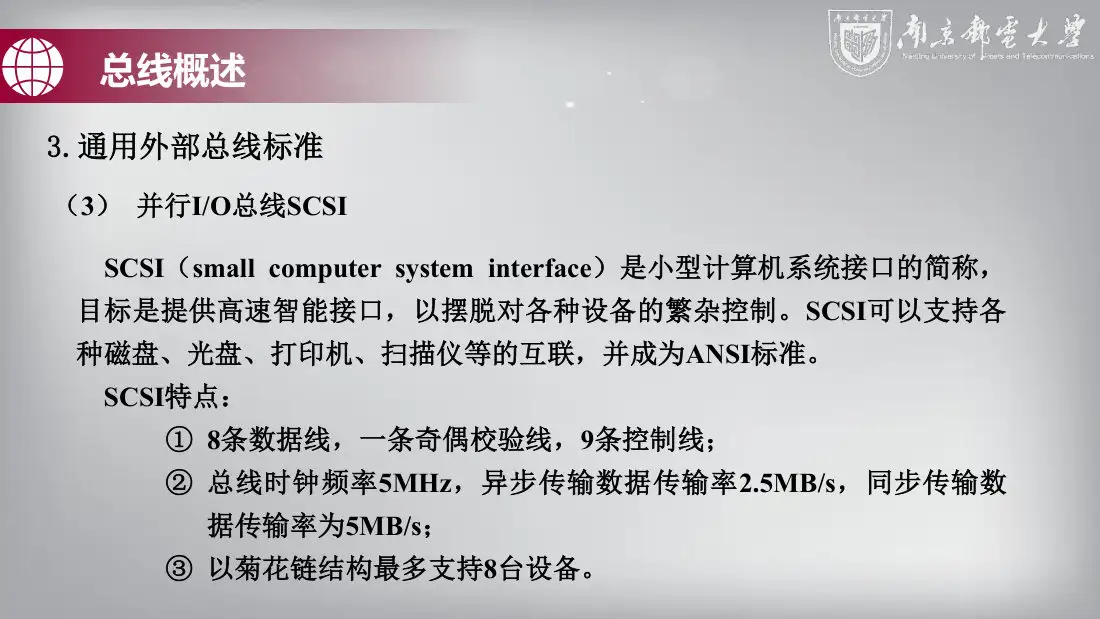 南京邮电大学
Nanjing University of Posts and Telecommunications
总线概述
3.通用外部总线标准
（3） 并行I/O总线SCSI
SCSI（small computer system interface）是小型计算机系统接口的简称，
目标是提供高速智能接口，以摆脱对各种设备的繁杂控制。SCSI可以支持各
种磁盘、光盘、打印机、扫描仪等的互联，并成为ANSI标准。
SCSI特点：
① 8条数据线，一条奇偶校验线，9条控制线；
② 总线时钟频率5MHz，异步传输数据传输率2.5MB/s，同步传输数
据传输率为5MB/s；
③ 以菊花链结构最多支持8台设备。